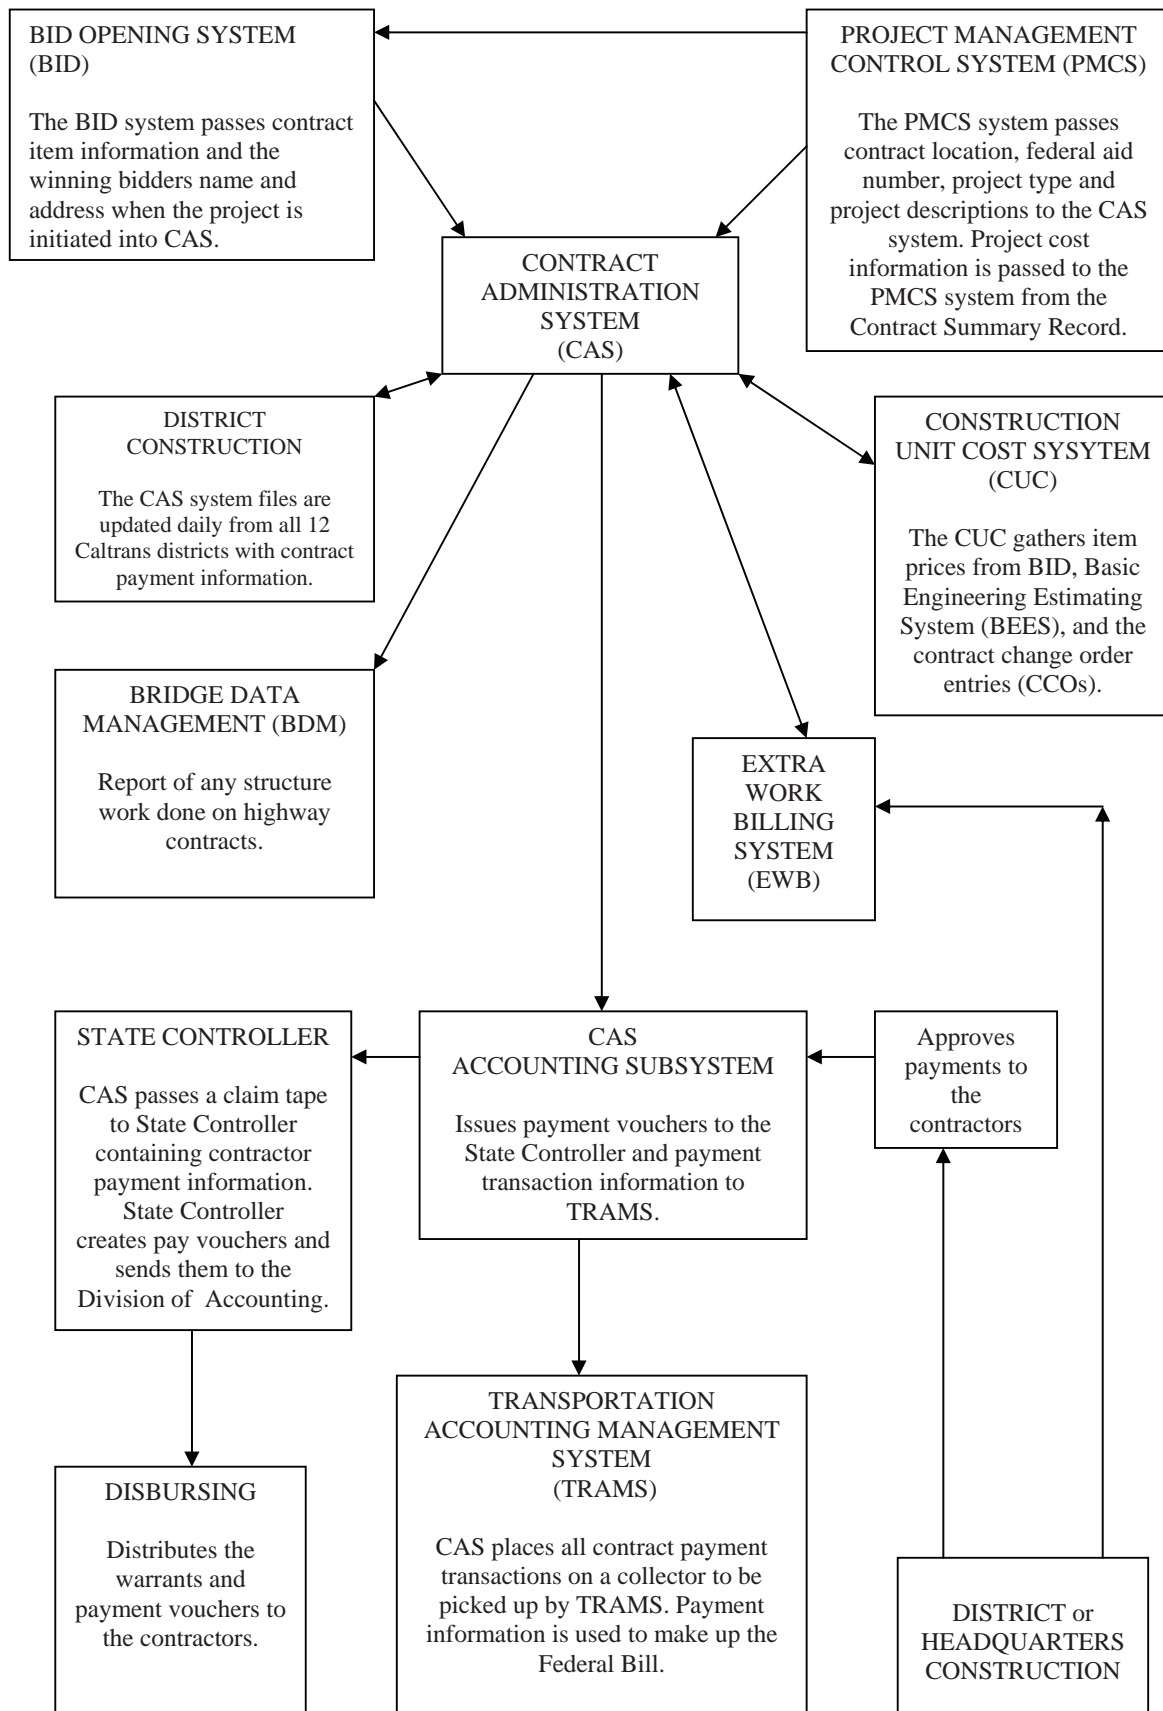 BID OPENING SYSTEM
(BID)
The BID system passes contract
item information and the
winning bidders name and
address when the project is
initiated into CAS.
PROJECT MANAGEMENT
CONTROL SYSTEM (PMCS)
The PMCS system passes
contract location, federal aid
number, project type and
project descriptions to the CAS
system. Project cost
information is passed to the
PMCS system from the
Contract Summary Record.
CONTRACT
ADMINISTRATION
SYSTEM
(CAS)
DISTRICT
CONSTRUCTION
The CAS system files are
updated daily from all 12
Caltrans districts with contract
payment information.
CONSTRUCTION
UNIT COST SYSYTEM
(CUC)
The CUC gathers item
prices from BID, Basic
Engineering Estimating
System (BEES), and the
contract change order
entries (CCOs).
BRIDGE DATA
MANAGEMENT (BDM)
Report of any structure
work done on highway
contracts.
EXTRA
WORK
BILLING
SYSTEM
(EWB)
STATE CONTROLLER
CAS passes a claim tape
to State Controller
containing contractor
payment information.
State Controller
creates pay vouchers and
sends them to the
Division of  Accounting.
CAS
ACCOUNTING SUBSYSTEM
Issues payment vouchers to the
State Controller and payment
transaction information to
TRAMS.
Approves
payments to
the
contractors
DISBURSING
Distributes the
warrants and
payment vouchers to
the contractors.
TRANSPORTATION
ACCOUNTING MANAGEMENT
SYSTEM
(TRAMS)
CAS places all contract payment
transactions on a collector to be
picked up by TRAMS. Payment
information is used to make up the
Federal Bill.
DISTRICT or
HEADQUARTERS
CONSTRUCTION